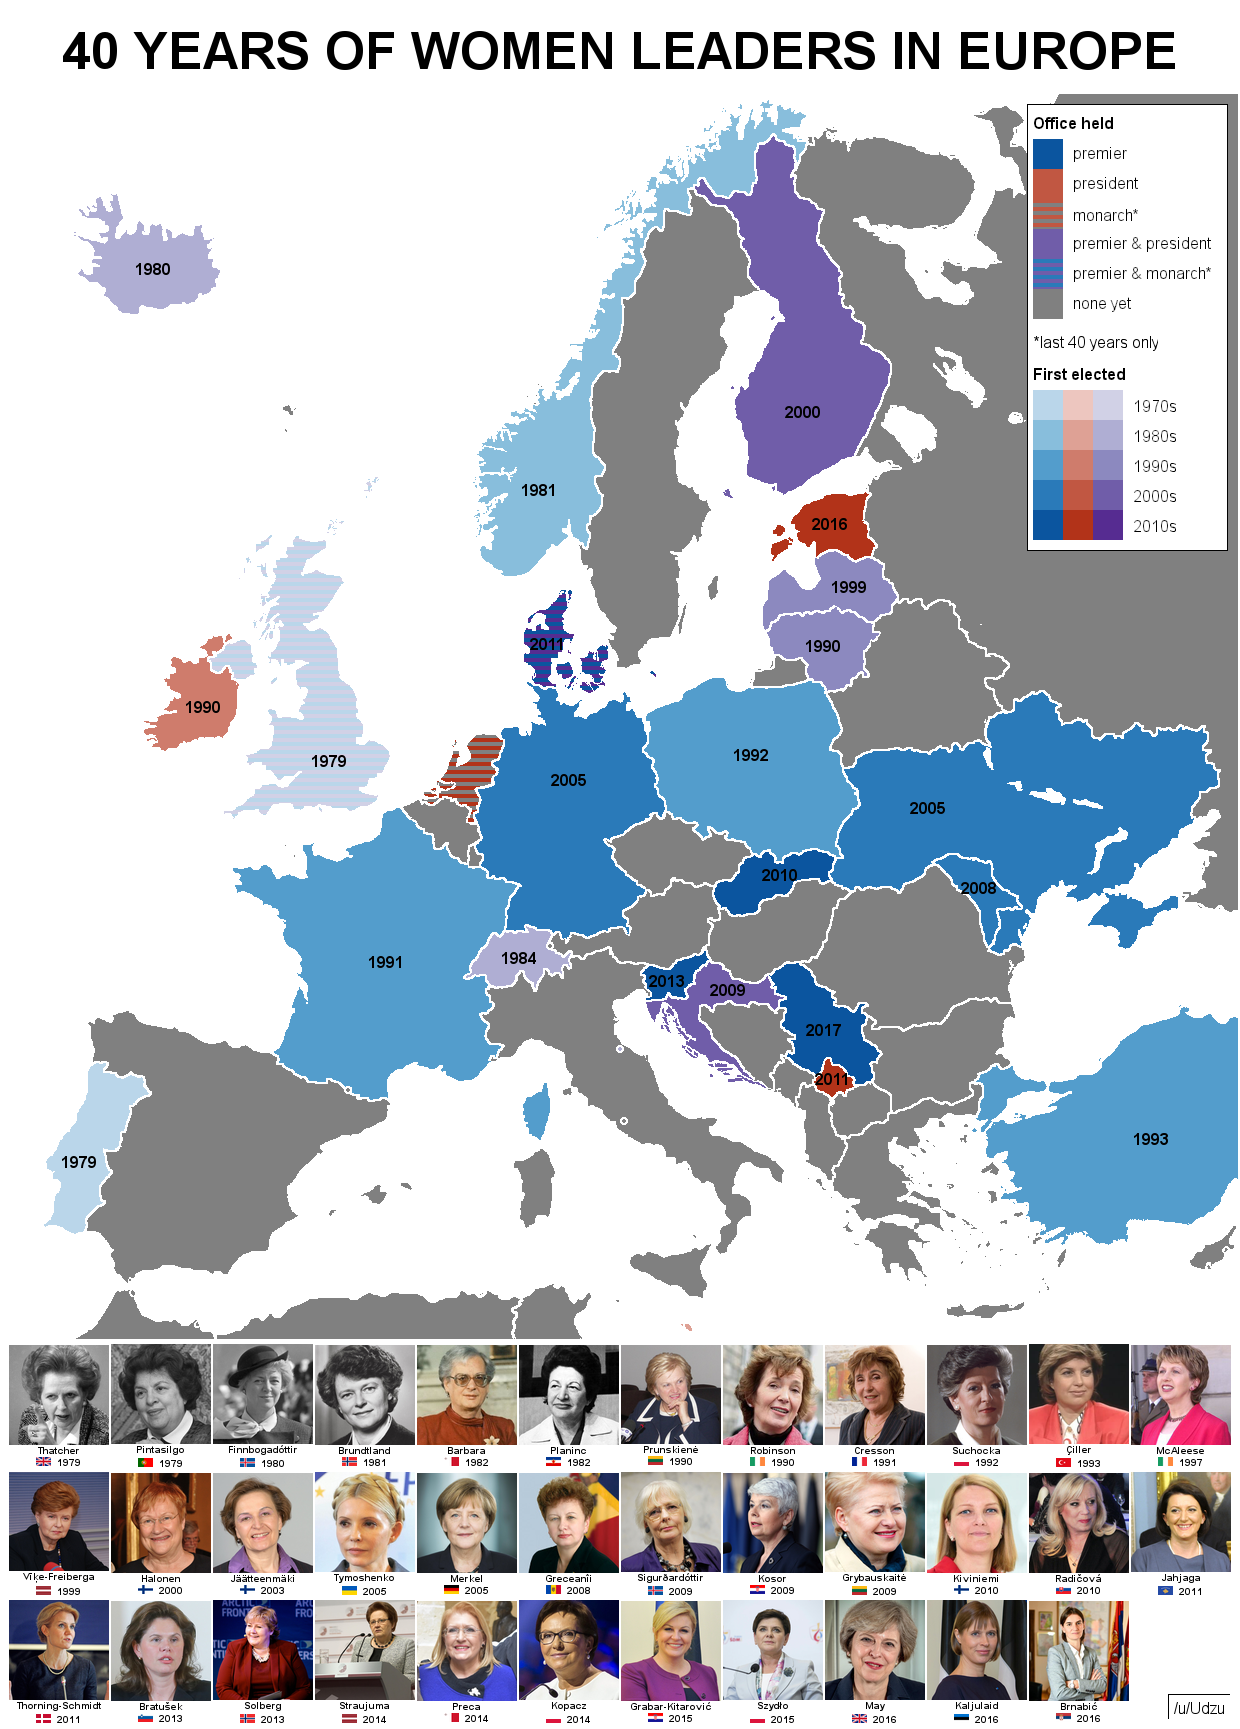 40 YEARS OF WOMEN LEADERS IN EUROPE
Office held
premier
president
monarch*
premier & president
premier & monarch*
none yet
*last 40 years only
First elected
1970s
1980s
1990s
2000s
2010s
1980
2000
1981
2016
1999
2011
1990
1990
1979
1992
2005
2005
2010
2008
1991
1984
2013
2009
2017
2011
1993
1979
Thatcher
1979
Pintasilgo
1979
Finnbogadóttir
1980
Brundtland
1981
Barbara
1982
Planinc
1982
Prunskienė
1990
Robinson
1990
Cresson
1991
Suchocka
1992
Çiller
1993
McAleese
1997
Vīķe-Freiberga
1999
Halonen
2000
Jäätteenmäki
2003
Tymoshenko
2005
Merkel
2005
Greceanîi
2008
Sigurðardóttir
2009
Kosor
2009
Grybauskaitė
2009
Kiviniemi
2010
Radičová
2010
Jahjaga
2011
Thorning-Schmidt
2011
Bratušek
2013
Solberg
2013
Straujuma
2014
Preca
2014
Kopacz
2014
Grabar-Kitarović
2015
Szydło
2015
May
2016
Kaljulaid
2016
Brnabić
2016
/u/Udzu